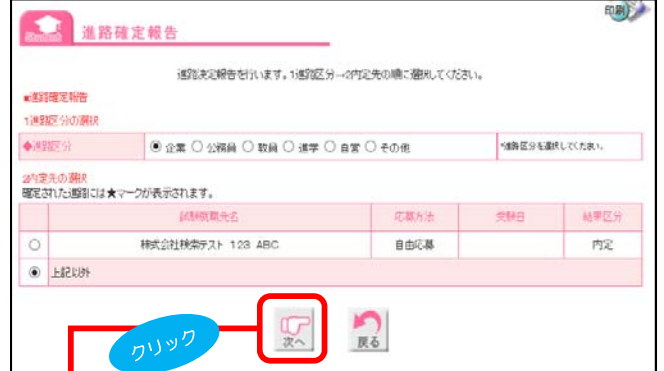 印刷
Student
進路確定報告
進路決定報告を行います。1進路区分→2内定先の順に選択してください。
■進路確定報告
1進路区分の選択
◆進路区分 企業 公務員 教員 進学 自営 その他 *進路区分を選択してください。
2内定先の選択
確定された進路には★マークが表示されます。
試験就職先名 応募方法 受験日 結果区分
株式会社検索テスト 123 ABC 自由応募 内定
上記以外
クリック
次へ 戻る